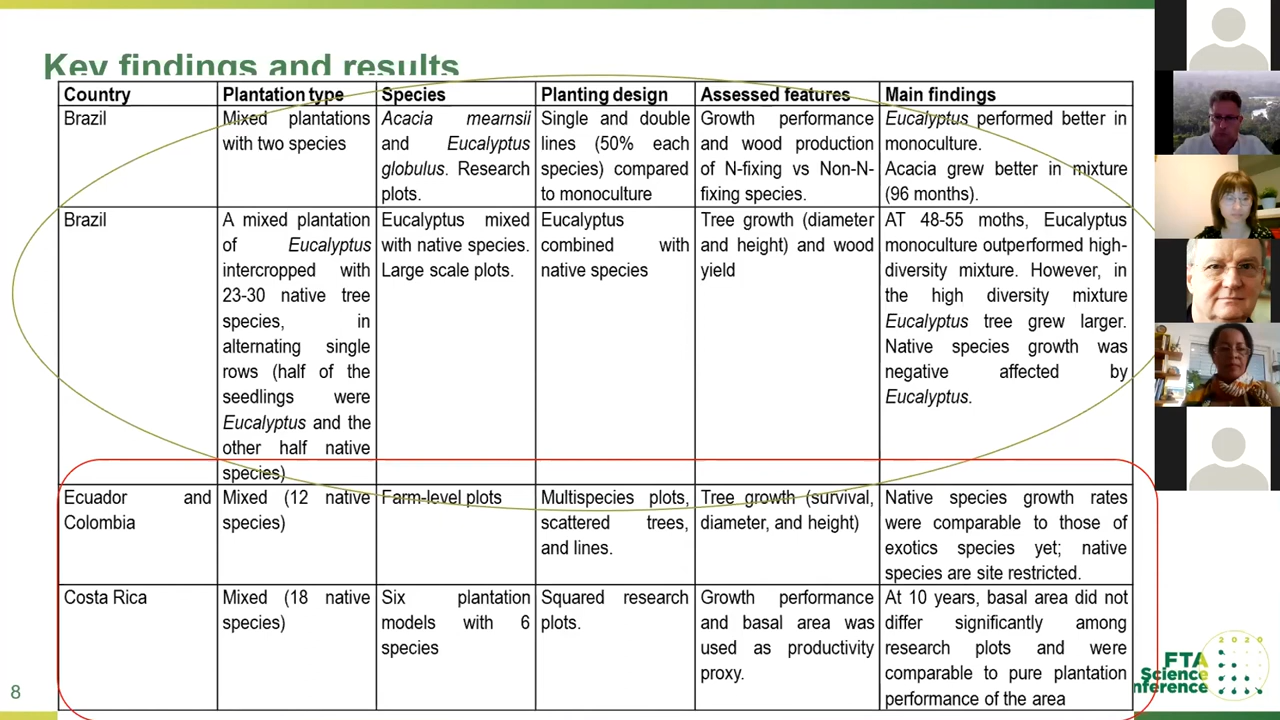 Key findings and results
Country Plantation type Species Planting design Assessed features Main findings
Brazil
Mixed plantations
with two species
Acacia mearnsii
and Eucalyptus
globulus. Research
plots.
Single and double
lines (50% each
species) compared
to monoculture
Growth performance
and wood production
of N-fixing vs Non-N-
fixing species.
Eucalyptus performed better in
monoculture.
Acacia grew better in mixture
(96 months).
Brazil
A mixed plantation
of Eucalyptus
intercropped with
23-30 native tree
species, in
alternating single
rows (half of the
seedlings were
Eucalyptus and the
other half native
species)
Eucalyptus mixed
with native species.
Large scale plots.
Eucalyptus
combined with
native species
Tree growth (diameter
and height) and wood
yield
AT 48-55 moths, Eucalyptus
monoculture outperformed high-
diversity mixture. However, in
the high diversity mixture
Eucalyptus tree grew larger.
Native species growth was
negative affected by
Eucalyptus.
Ecuador and
Colombia
Mixed (12 native
species)
Farm-level plots
Multispecies plots,
scattered trees,
and lines.
Tree growth (survival,
diameter, and height)
Native species growth rates
were comparable to those of
exotics species yet; native
species are site restricted.
Costa Rica
Mixed (18 native
species)
Six plantation
models with 6
species
Squared research
plots.
Growth performance
and basal area was
used as productivity
proxy.
At 10 years, basal area did not
differ significantly among
research plots and were
comparable to pure plantation
performance of the area
8
2020
FTA
Science
nference